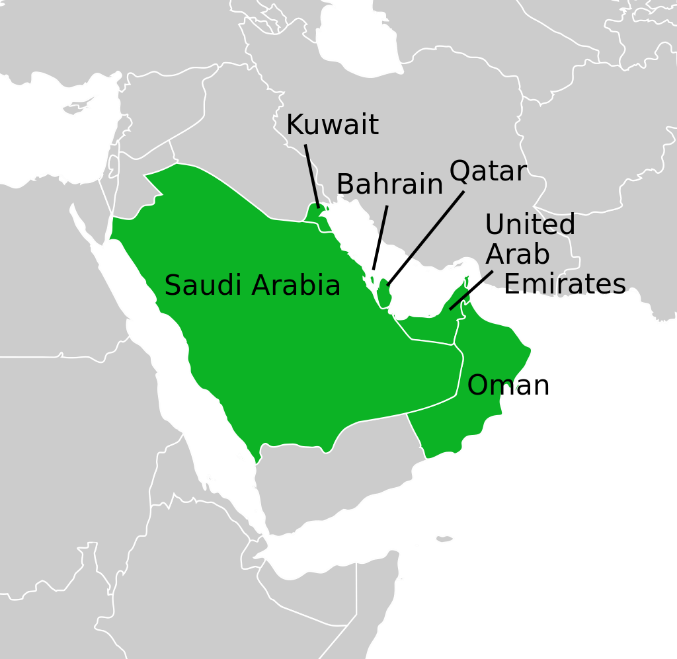 Kuwait
Bahrain
Qatar
United
Arab
Emirates
Saudi Arabia
Oman